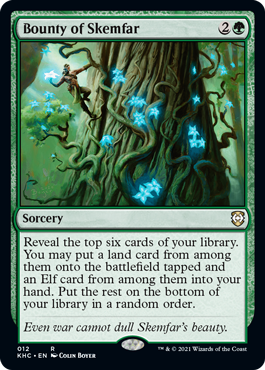 Bounty of Skemfar 2
Sorcery
Reveal the top six cards of your library.
You may put a land card from among
them onto the battlefield tapped and
an Elf card from among them into your
hand. Put the rest on the bottom of
your library in a random order.
Even war cannot dull Skemfar's beauty.
012 R
KHC • EN Colin Boyer ™ & © 2021 Wizards of the Coast